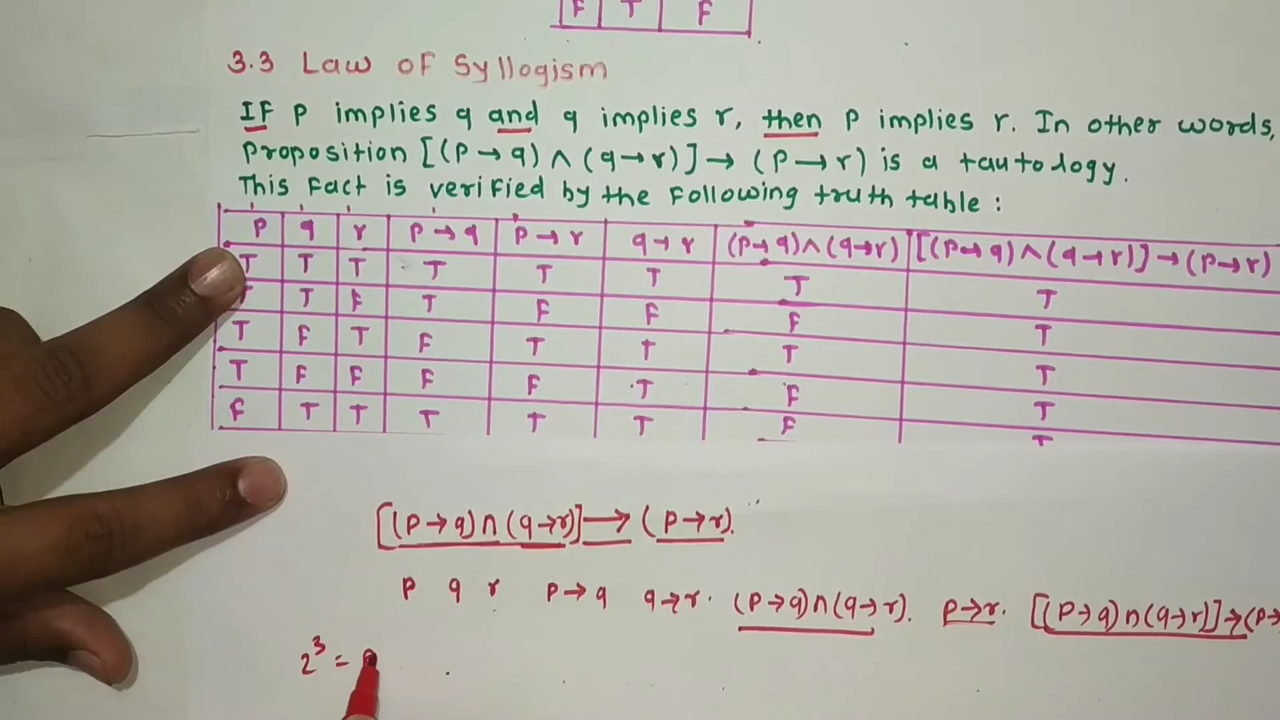 F T F
3.3 Law of Syllogism
If p implies q and q implies r, then p implies r. In other words,
Proposition [(p→q)∧(q→r)]→(p→r) is a tautology.
This fact is verified by the following truth table :
p q r p→q p→r q→r (p→q)∧(q→r) [(p→q)∧(q→r)]→(p→r)
T T T T T T T T
T F T F F F T
T F T F T T T T
T F F F F T F T
F T T T T T F T
[(p→q)∩(q→r)]→(p→r).
p q r p→q q→r. (p→q)∩(q→r). p→r. [(p→q)∩(q→r)]→(p→
2³ =